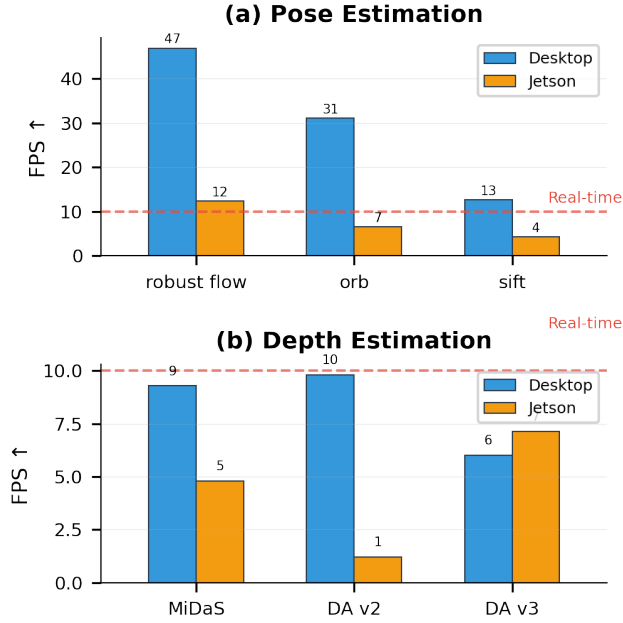 (a) Pose Estimation
47
Desktop
Jetson
40
31
30
FPS ↑
20
12
13
Real-time
10
7
4
0
robust flow orb sift
Real-time
(b) Depth Estimation
10.0
9
10
Desktop
Jetson
7
7.5
6
FPS ↑
5
5.0
2.5
1
0.0
MiDaS DA v2 DA v3